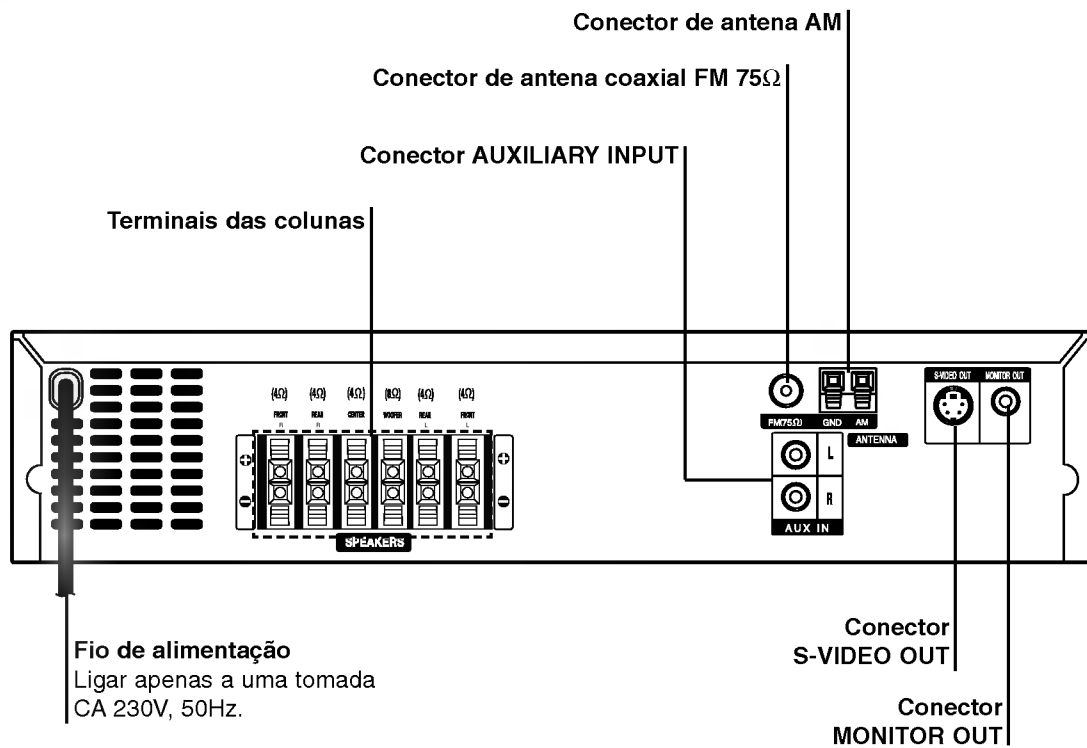 Conector de antena AM
Conector de antena coaxial FM 75Ω
Conector AUXILIARY INPUT
Terminais das colunas
(4Ω) (4Ω) (4Ω) (8Ω) (4Ω) (4Ω)
FRONT REAR CENTER WOOFER REAR FRONT
R R L L
+ +
- -
SPEAKERS
FM(75Ω) GND AM
ANTENNA
L
R
AUX IN
S-VIDEO OUT MONITOR OUT
Fio de alimentação
Ligar apenas a uma tomada
CA 230V, 50Hz.
Conector
S-VIDEO OUT
Conector
MONITOR OUT